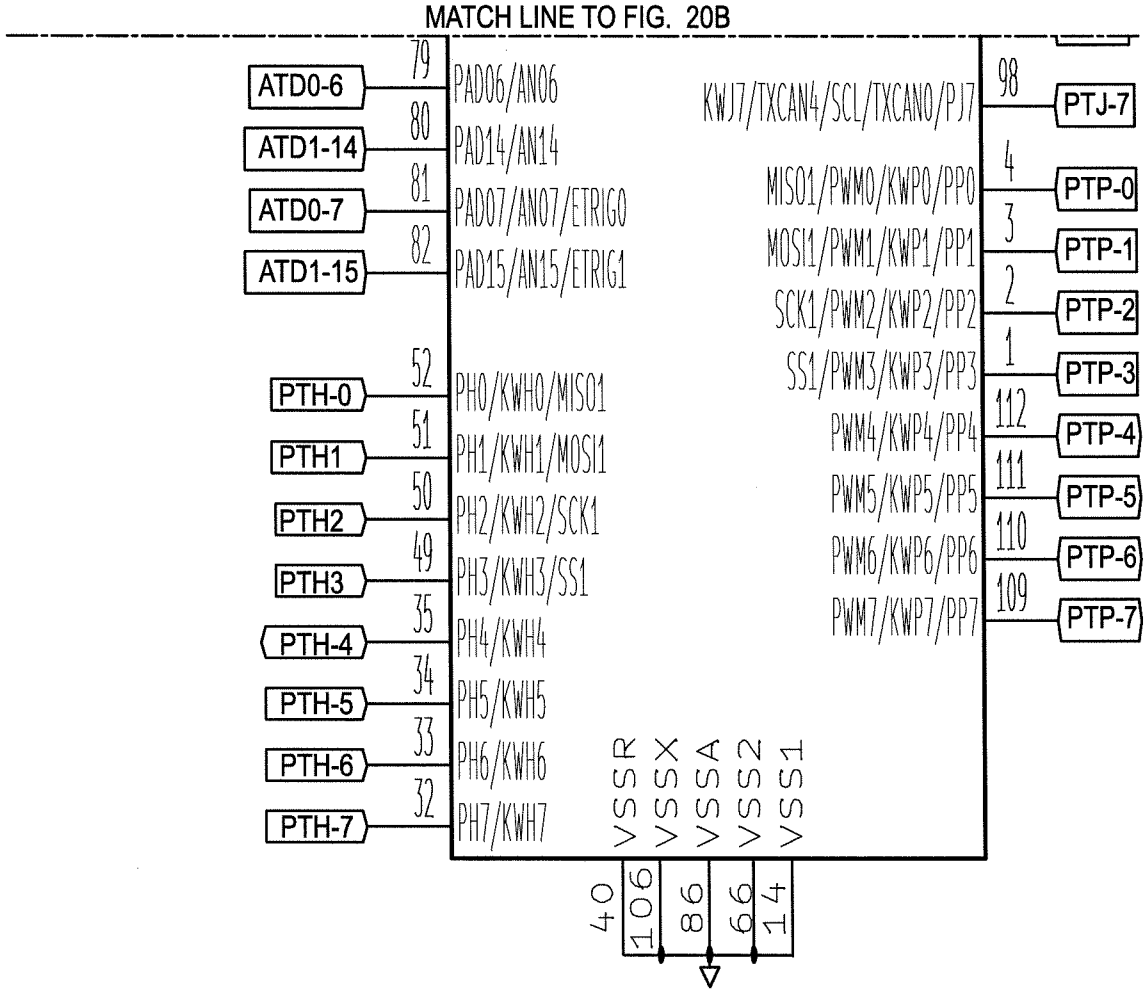 MATCH LINE TO FIG. 20B
ATD0-6 79 PAD06/AN06
ATD1-14 80 PAD14/AN14
ATD0-7 81 PAD07/AN07/ETRIG0
ATD1-15 82 PAD15/AN15/ETRIG1
PTH-0 52 PH0/KWH0/MISO1
PTH1 51 PH1/KWH1/MOSI1
PTH2 50 PH2/KWH2/SCK1
PTH3 49 PH3/KWH3/SS1
PTH-4 35 PH4/KWH4
PTH-5 34 PH5/KWH5
PTH-6 33 PH6/KWH6
PTH-7 32 PH7/KWH7
KWJ7/TXCAN4/SCL/TXCAN0/PJ7 98 PTJ-7
MISO1/PWM0/KWP0/PP0 4 PTP-0
MOSI1/PWM1/KWP1/PP1 3 PTP-1
SCK1/PWM2/KWP2/PP2 2 PTP-2
SS1/PWM3/KWP3/PP3 1 PTP-3
PWM4/KWP4/PP4 112 PTP-4
PWM5/KWP5/PP5 111 PTP-5
PWM6/KWP6/PP6 110 PTP-6
PWM7/KWP7/PP7 109 PTP-7
VSSR 40
VSSX 106
VSSA 86
VSS2 66
VSS1 14